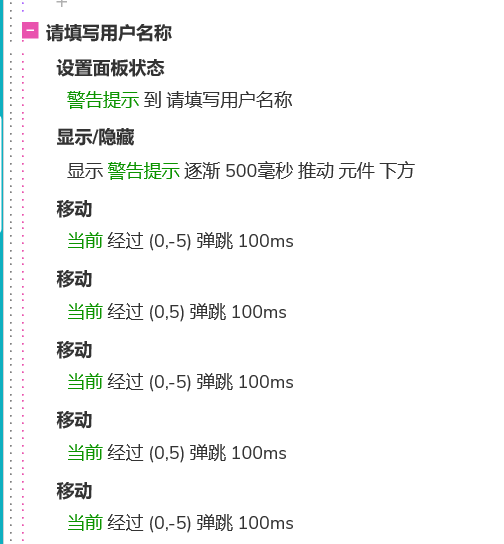 请填写用户名称
设置面板状态
警告提示 到 请填写用户名称
显示/隐藏
显示 警告提示 逐渐 500毫秒 推动 元件 下方
移动
当前 经过 (0,-5) 弹跳 100ms
移动
当前 经过 (0,5) 弹跳 100ms
移动
当前 经过 (0,-5) 弹跳 100ms
移动
当前 经过 (0,5) 弹跳 100ms
移动
当前 经过 (0,-5) 弹跳 100ms